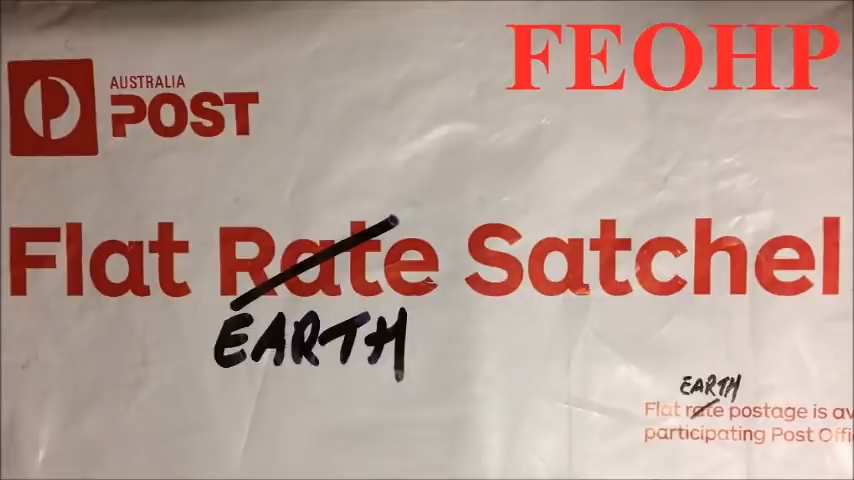 FEOHP
AUSTRALIA
POST
Flat Rate Satchel
EARTH
EARTH
Flat rate postage is av
participating Post Offi